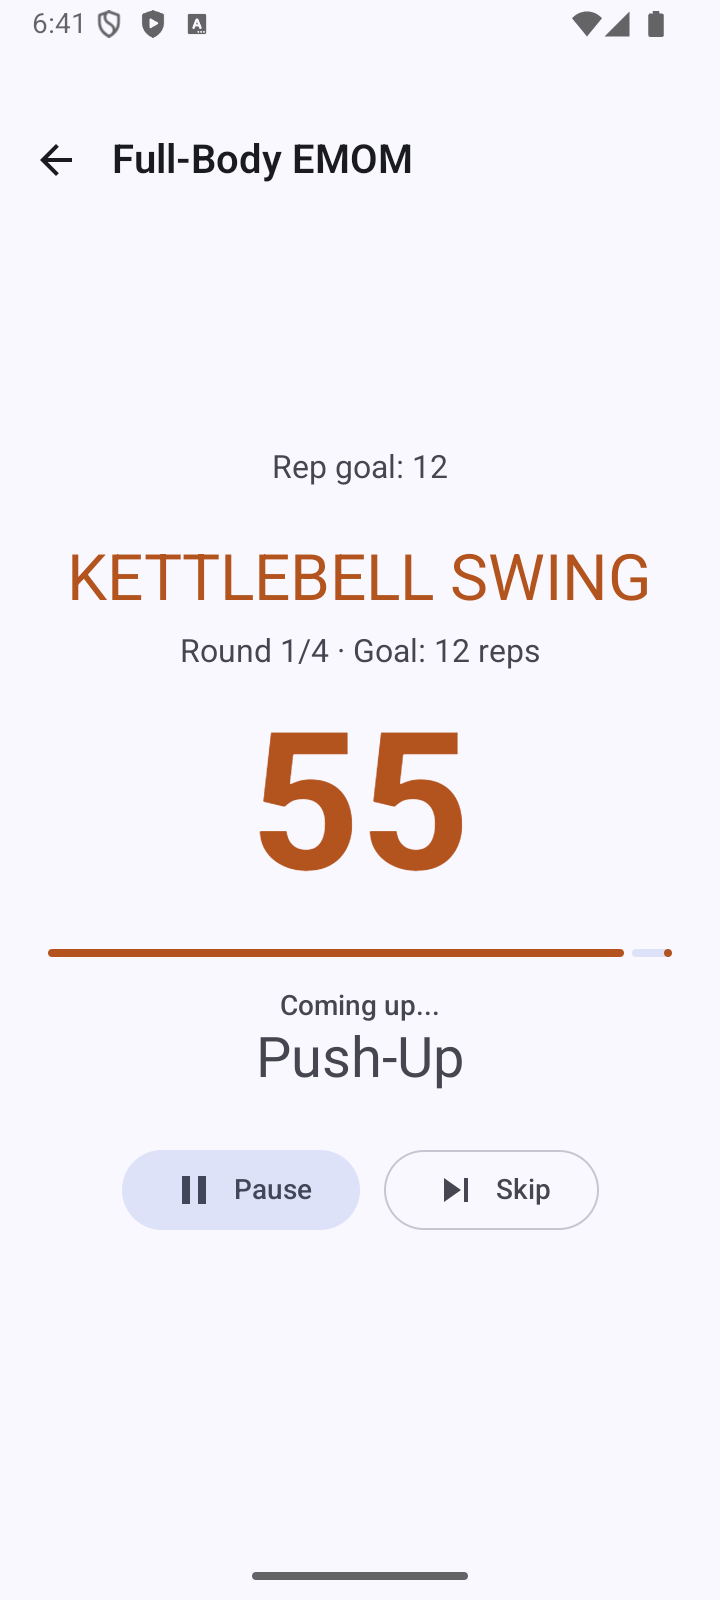 6:41
Full-Body EMOM
Rep goal: 12
KETTLEBELL SWING
Round 1/4 · Goal: 12 reps
55
Coming up...
Push-Up
Pause
Skip